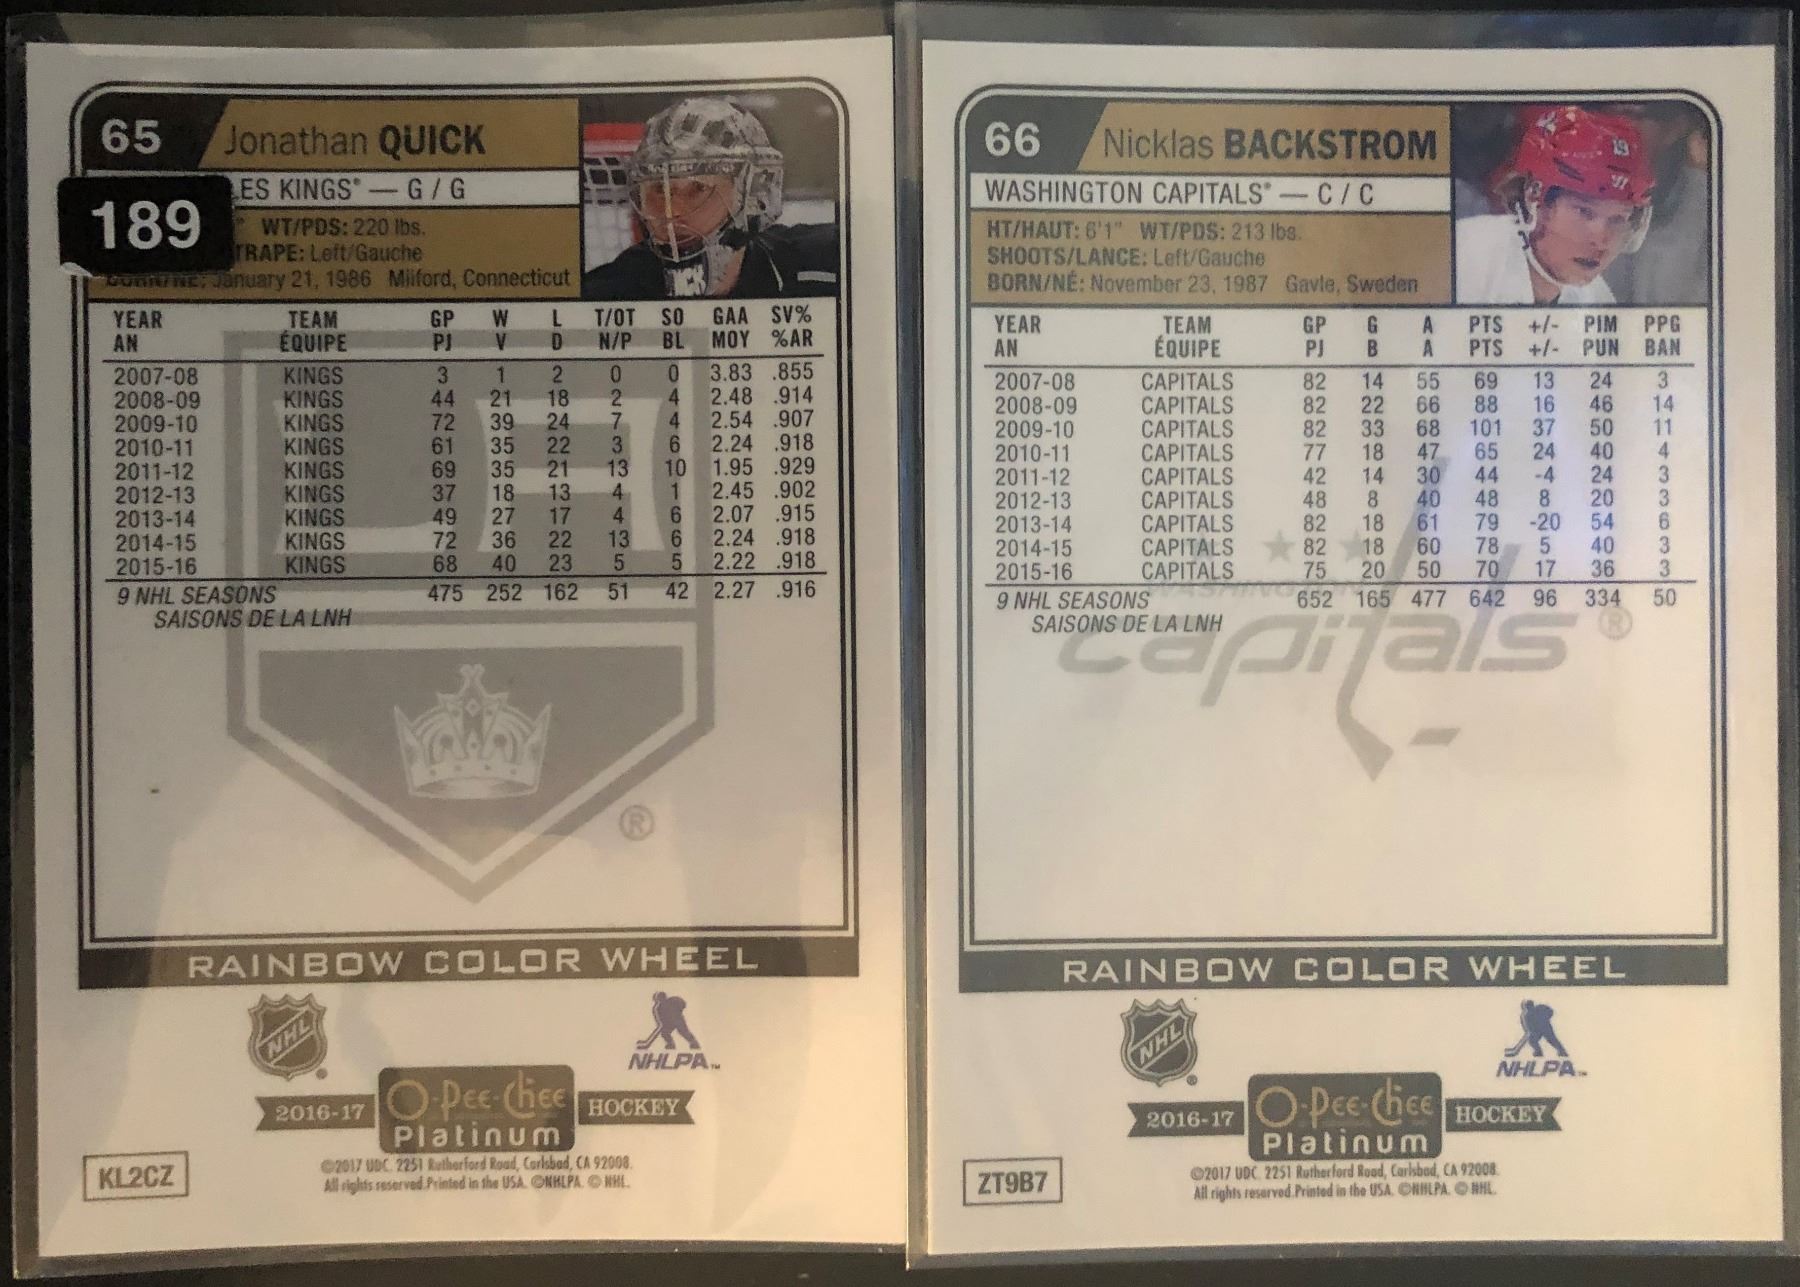 65 Jonathan QUICK
LES KINGS® — G / G
189
" WT/PDS: 220 lbs.
TRAPE: Left/Gauche
BORN/NÉ: January 21, 1986 Milford, Connecticut
YEAR TEAM GP W L T/OT SO GAA SV%
AN ÉQUIPE PJ V D N/P BL MOY %AR
2007-08 KINGS 3 1 2 0 0 3.83 .855
2008-09 KINGS 44 21 18 2 4 2.48 .914
2009-10 KINGS 72 39 24 7 4 2.54 .907
2010-11 KINGS 61 35 22 3 6 2.24 .918
2011-12 KINGS 69 35 21 13 10 1.95 .929
2012-13 KINGS 37 18 13 4 1 2.45 .902
2013-14 KINGS 49 27 17 4 6 2.07 .915
2014-15 KINGS 72 36 22 13 6 2.24 .918
2015-16 KINGS 68 40 23 5 5 2.22 .918
9 NHL SEASONS 475 252 162 51 42 2.27 .916
SAISONS DE LA LNH
®
RAINBOW COLOR WHEEL
NHL
NHLPA™
2016-17 O-Pee-Chee HOCKEY
Platinum
KL2CZ
©2017 UDC. 2251 Rutherford Road, Carlsbad, CA 92008.
All rights reserved.Printed in the USA. ©NHLPA. © NHL.
66 Nicklas BACKSTROM
WASHINGTON CAPITALS® — C / C
HT/HAUT: 6'1" WT/PDS: 213 lbs.
SHOOTS/LANCE: Left/Gauche
BORN/NÉ: November 23, 1987 Gavle, Sweden
19
YEAR TEAM GP G A PTS +/- PIM PPG
AN ÉQUIPE PJ B A PTS +/- PUN BAN
2007-08 CAPITALS 82 14 55 69 13 24 3
2008-09 CAPITALS 82 22 66 88 16 46 14
2009-10 CAPITALS 82 33 68 101 37 50 11
2010-11 CAPITALS 77 18 47 65 24 40 4
2011-12 CAPITALS 42 14 30 44 -4 24 3
2012-13 CAPITALS 48 8 40 48 8 20 3
2013-14 CAPITALS 82 18 61 79 -20 54 6
2014-15 CAPITALS 82 18 60 78 5 40 3
2015-16 CAPITALS 75 20 50 70 17 36 3
9 NHL SEASONS 652 165 477 642 96 334 50
SAISONS DE LA LNH
WASHINGTON
capitals ®
RAINBOW COLOR WHEEL
NHL
NHLPA™
2016-17 O-Pee-Chee HOCKEY
Platinum
ZT9B7
©2017 UDC. 2251 Rutherford Road, Carlsbad, CA 92008.
All rights reserved.Printed in the USA. ©NHLPA. © NHL.